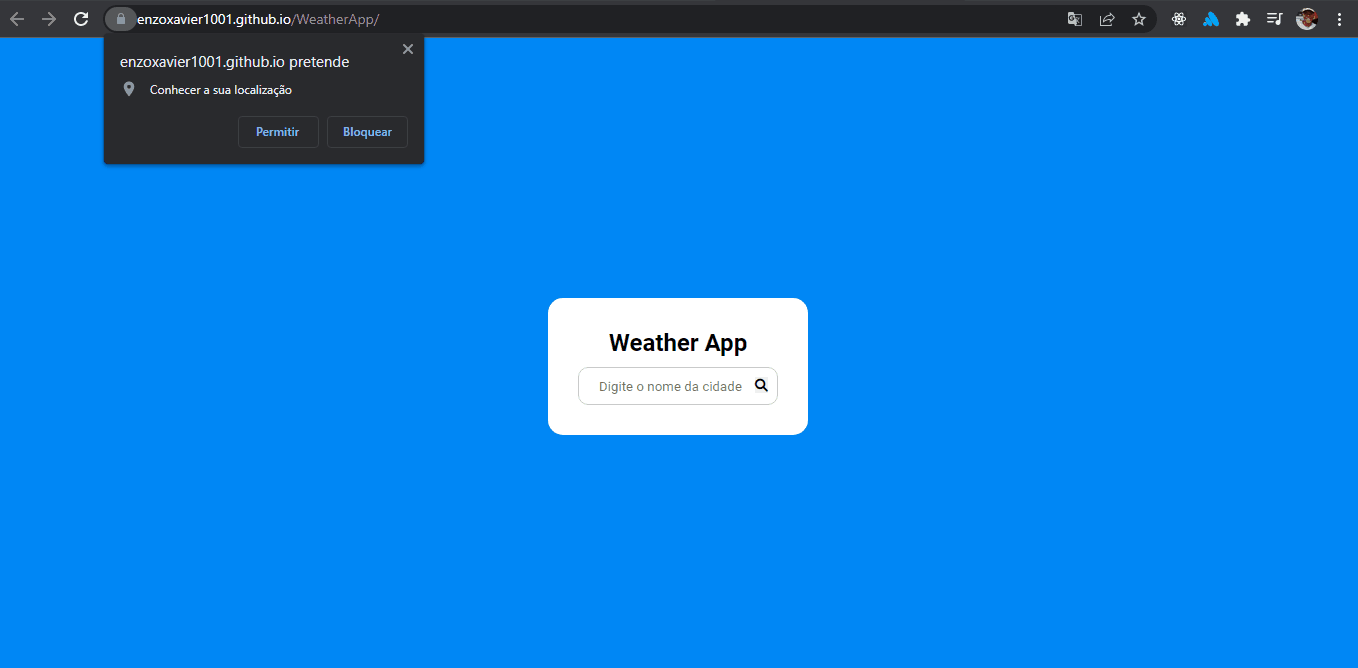 enzoxavier1001.github.io/WeatherApp/
enzoxavier1001.github.io pretende
Conhecer a sua localização
Permitir Bloquear
Weather App
Digite o nome da cidade